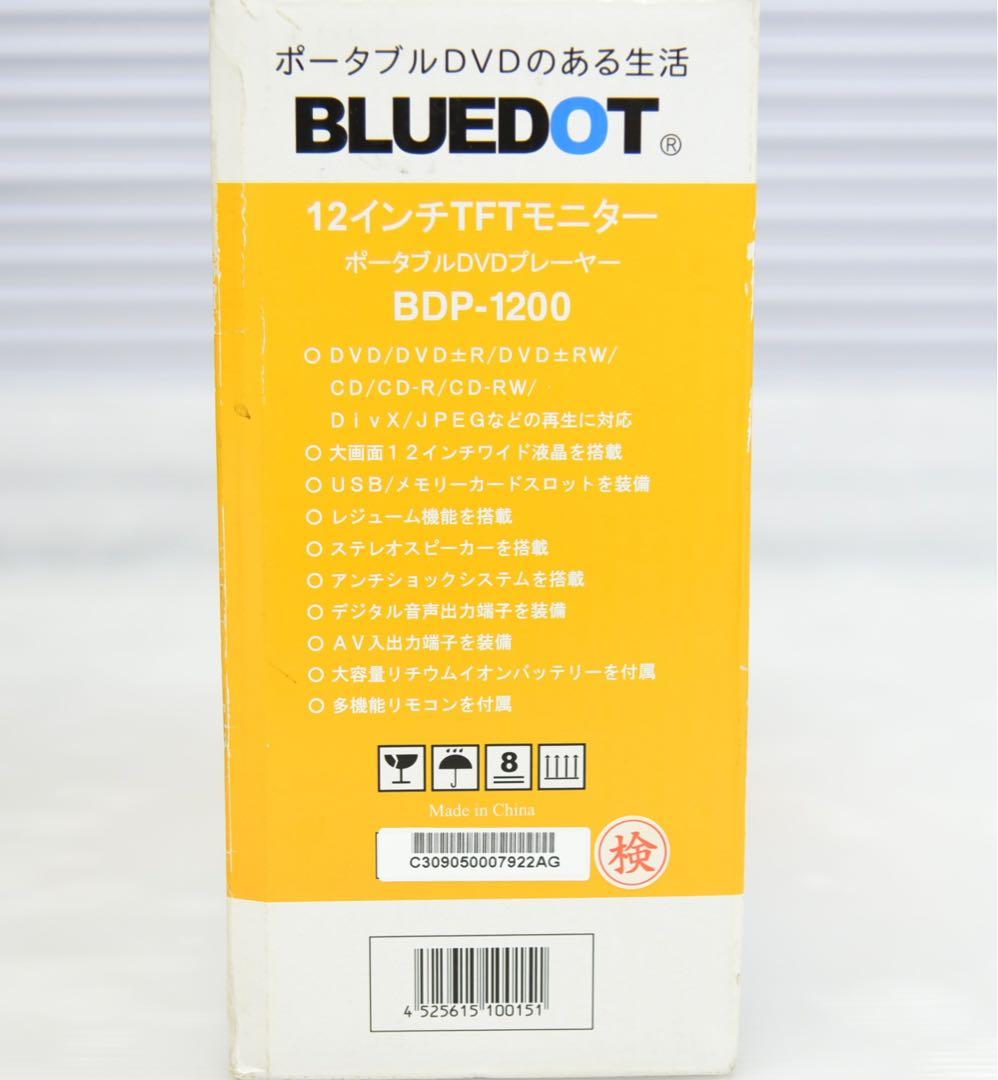 ポータブルDVDのある生活
BLUEDOT®
12インチTFTモニター
ポータブルDVDプレーヤー
BDP-1200
○ DVD/DVD±R/DVD±RW/
CD/CD-R/CD-RW/
DivX/JPEGなどの再生に対応
○ 大画面12インチワイド液晶を搭載
○ USB/メモリーカードスロットを装備
○ レジューム機能を搭載
○ ステレオスピーカーを搭載
○ アンチショックシステムを搭載
○ デジタル音声出力端子を装備
○ AV入出力端子を装備
○ 大容量リチウムイオンバッテリーを付属
○ 多機能リモコンを付属
8
Made in China
C309050007922AG
検
4 525615 100151